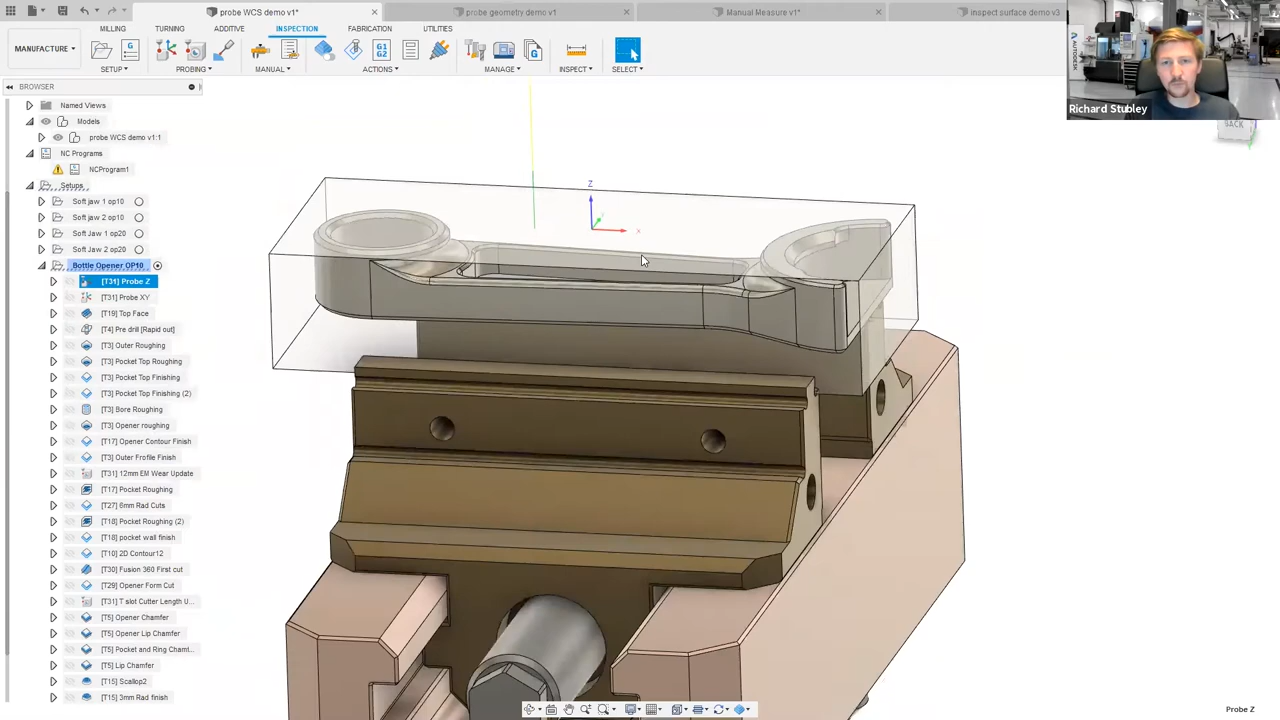 probe WCS demo v1*
probe geometry demo v1
Manual Measure v1*
inspect surface demo v3
MILLING
TURNING
ADDITIVE
INSPECTION
FABRICATION
UTILITIES
MANUFACTURE
SETUP
PROBING
MANUAL
ACTIONS
MANAGE
INSPECT
SELECT
G1
G2
AUTODESK
Richard Stubley
BACK
BROWSER
Named Views
Models
probe WCS demo v1:1
NC Programs
NCProgram1
Setups
Soft jaw 1 op10
Soft jaw 2 op10
Soft Jaw 1 op20
Soft Jaw 2 op20
Bottle Opener OP10
[T31] Probe Z
[T31] Probe XY
[T19] Top Face
[T4] Pre drill [Rapid out]
[T3] Outer Roughing
[T3] Pocket Top Roughing
[T3] Pocket Top Finishing
[T3] Pocket Top Finishing (2)
[T3] Bore Roughing
[T3] Opener roughing
[T17] Opener Contour Finish
[T3] Outer Frofile Finish
[T31] 12mm EM Wear Update
[T17] Pocket Roughing
[T27] 6mm Rad Cuts
[T18] Pocket Roughing (2)
[T18] pocket wall finish
[T10] 2D Contour12
[T30] Fusion 360 First cut
[T29] Opener Form Cut
[T31] T slot Cutter Length U...
[T5] Opener Chamfer
[T5] Opener Lip Chamfer
[T5] Pocket and Ring Chamf...
[T5] Lip Chamfer
[T15] Scallop2
[T15] 3mm Rad finish
Z
X
Probe Z